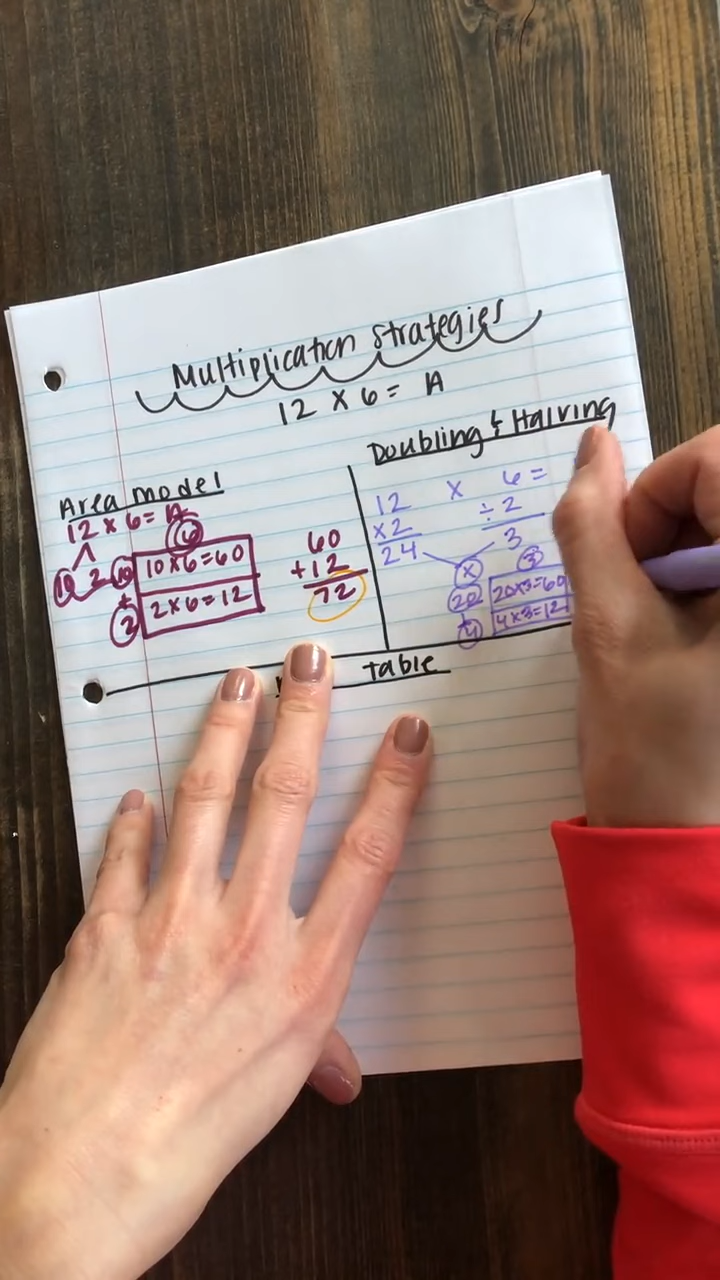 Multiplication Strategies
12 x 6 = A
Area model
12 x 6 = A
6
10 2
10 10x6=60
+
2 2x6=12
60
+12
72
Doubling & Halving
12 x 6 =
x2 ÷2
24 3
x 3
20 20x3=60
+
4 4x3=12
table